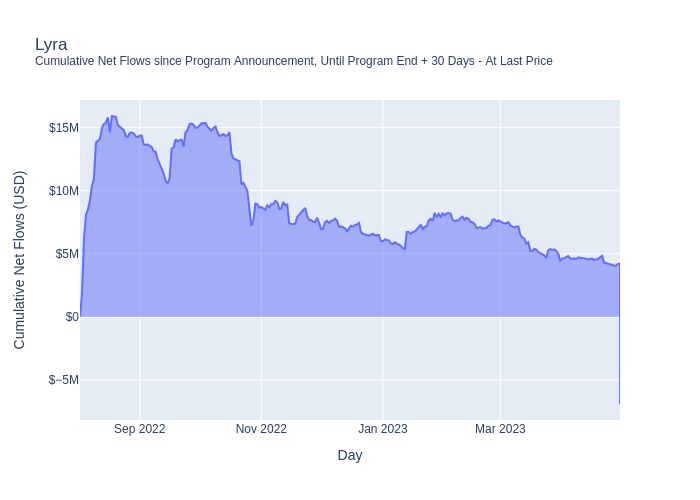 Lyra
Cumulative Net Flows since Program Announcement, Until Program End + 30 Days - At Last Price
Cumulative Net Flows (USD)
$15M
$10M
$5M
$0
$−5M
Sep 2022
Nov 2022
Jan 2023
Mar 2023
Day